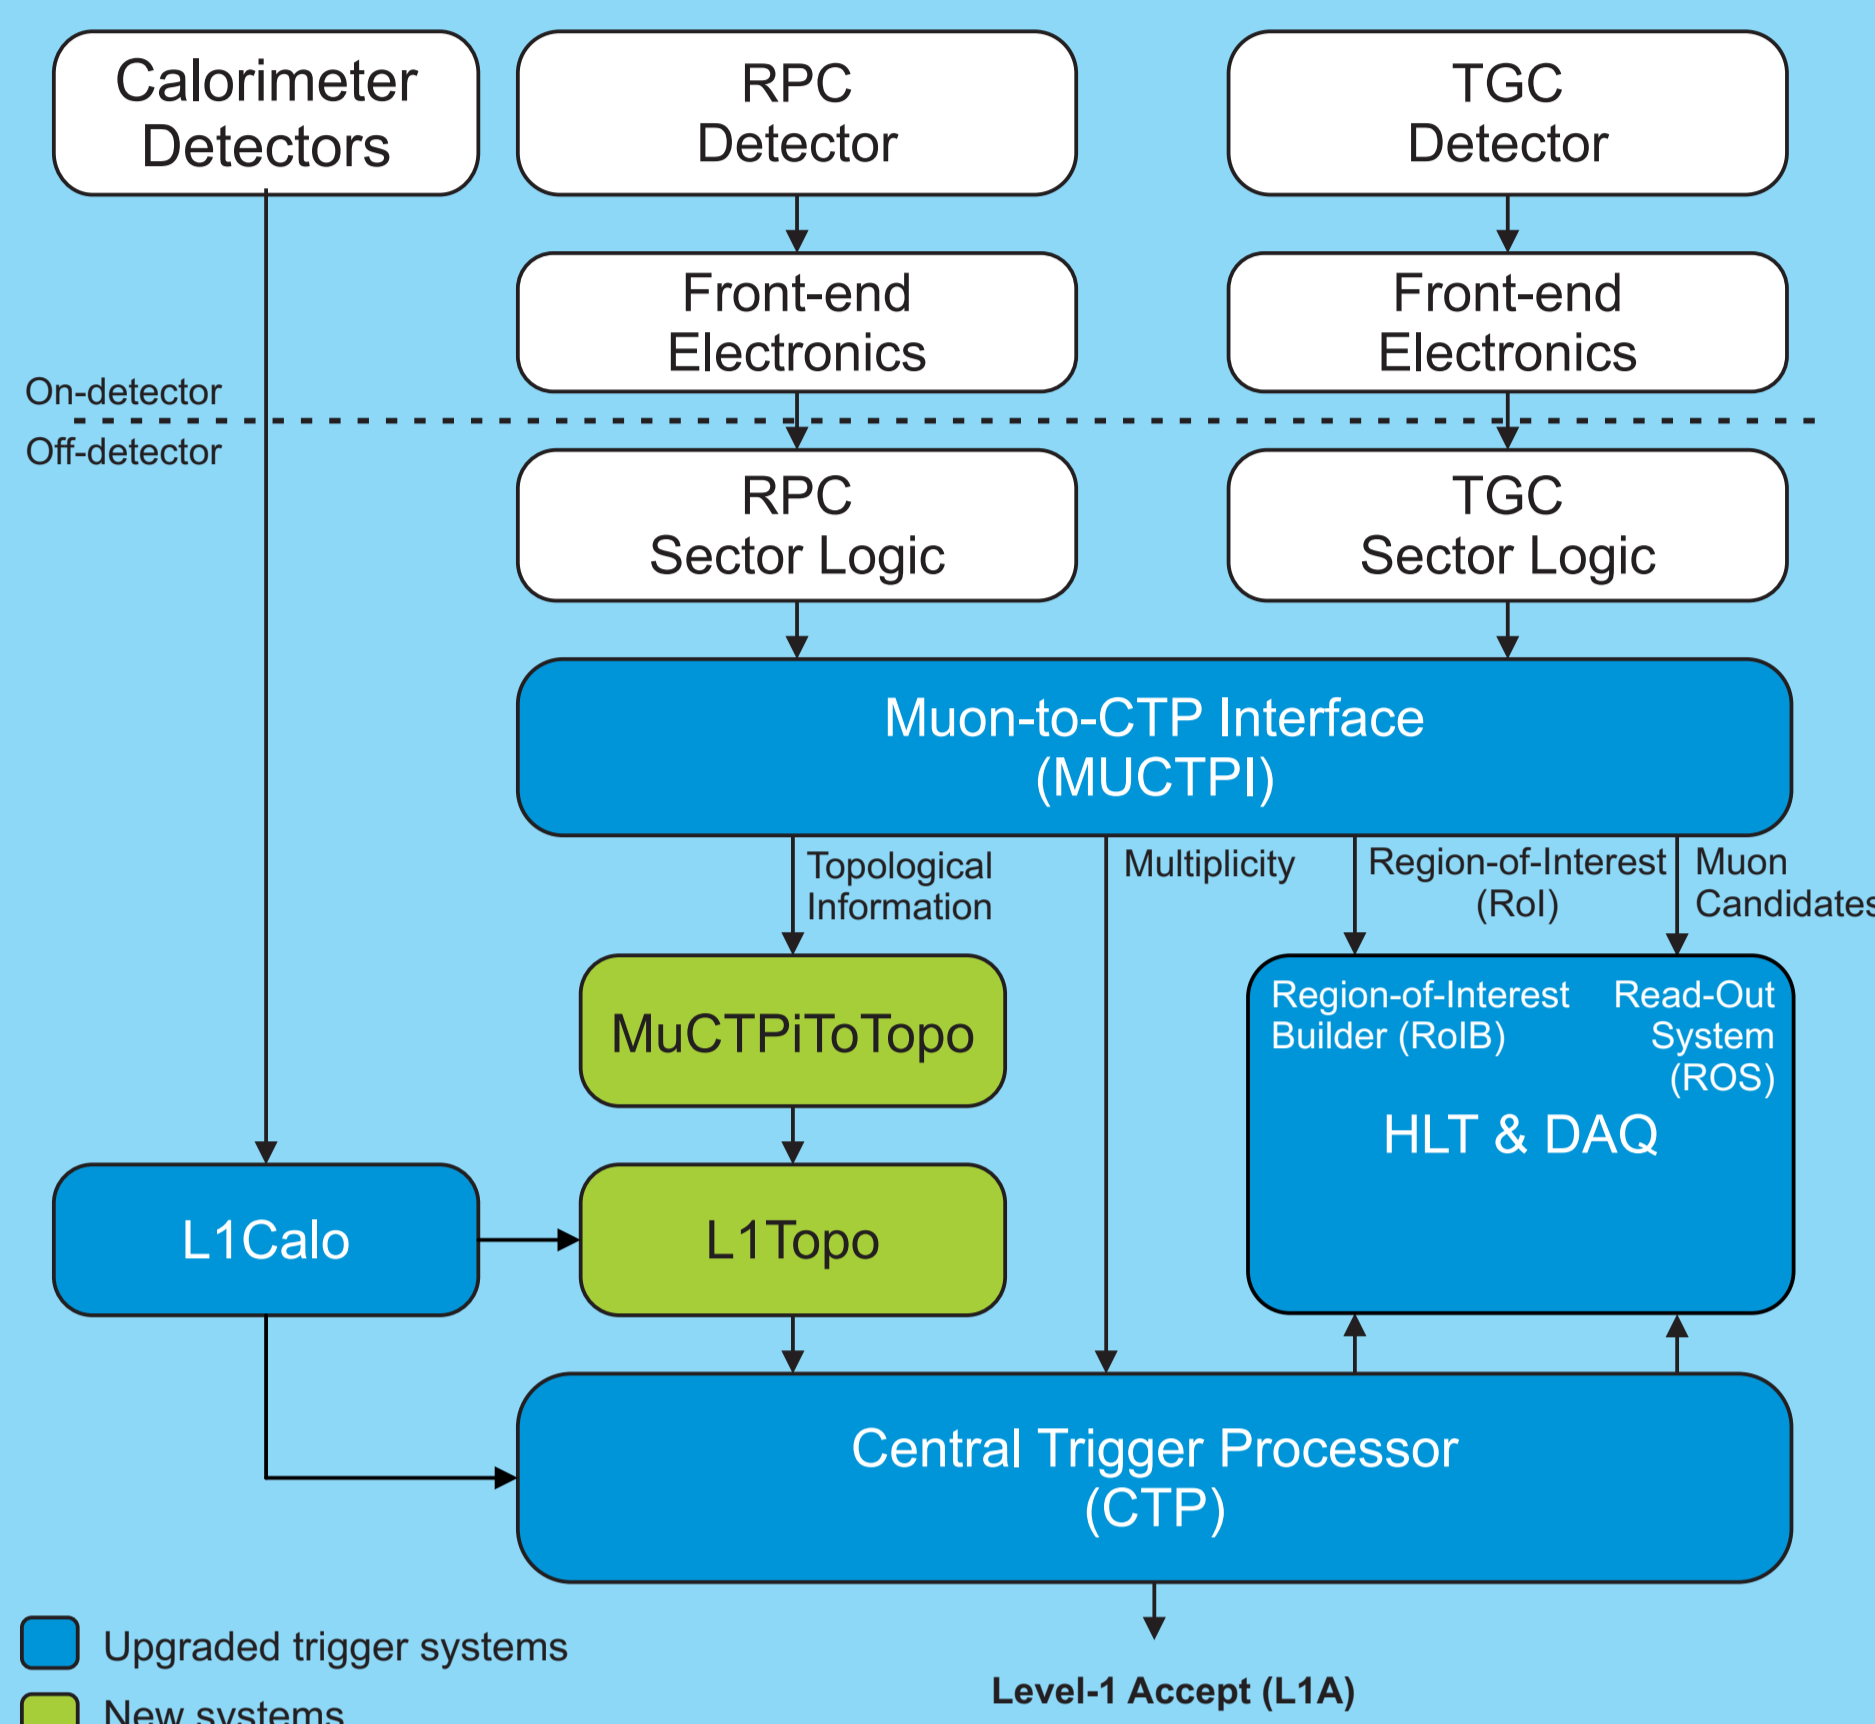 Calorimeter
Detectors
RPC
Detector
TGC
Detector
Front-end
Electronics
Front-end
Electronics
On-detector
Off-detector
RPC
Sector Logic
TGC
Sector Logic
Muon-to-CTP Interface
(MUCTPI)
Topological
Information
Multiplicity
Region-of-Interest
(RoI)
Muon
Candidates
MuCTPiToTopo
Region-of-Interest
Builder (RoIB)
Read-Out
System
(ROS)
HLT & DAQ
L1Calo
L1Topo
Central Trigger Processor
(CTP)
Upgraded trigger systems
New systems
Level-1 Accept (L1A)